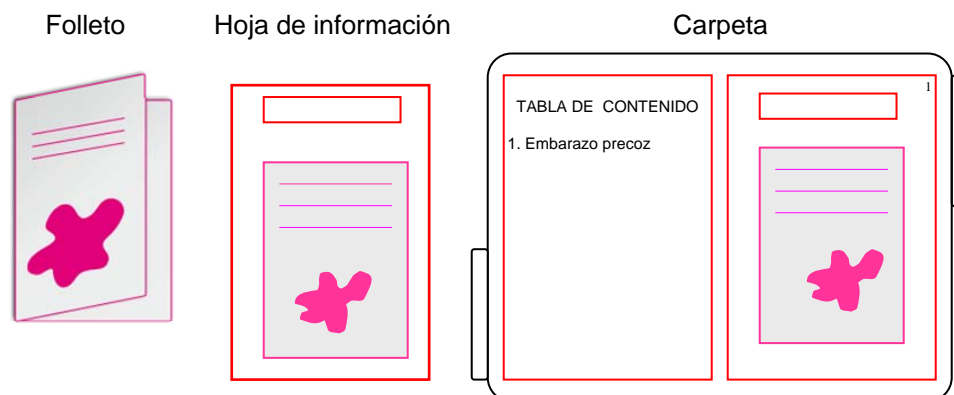 Folleto
Hoja de información
Carpeta
TABLA DE CONTENIDO
1. Embarazo precoz
1